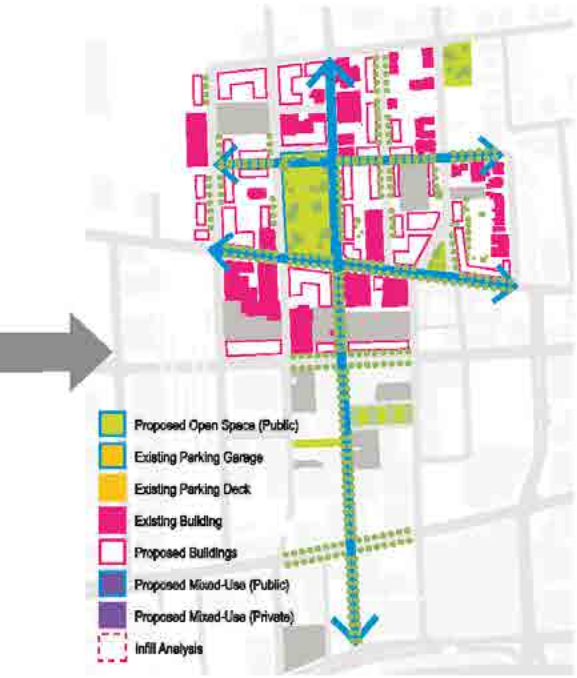 Proposed Open Space (Public)
Existing Parking Garage
Existing Parking Deck
Existing Building
Proposed Buildings
Proposed Mixed-Use (Public)
Proposed Mixed-Use (Private)
Infill Analysis